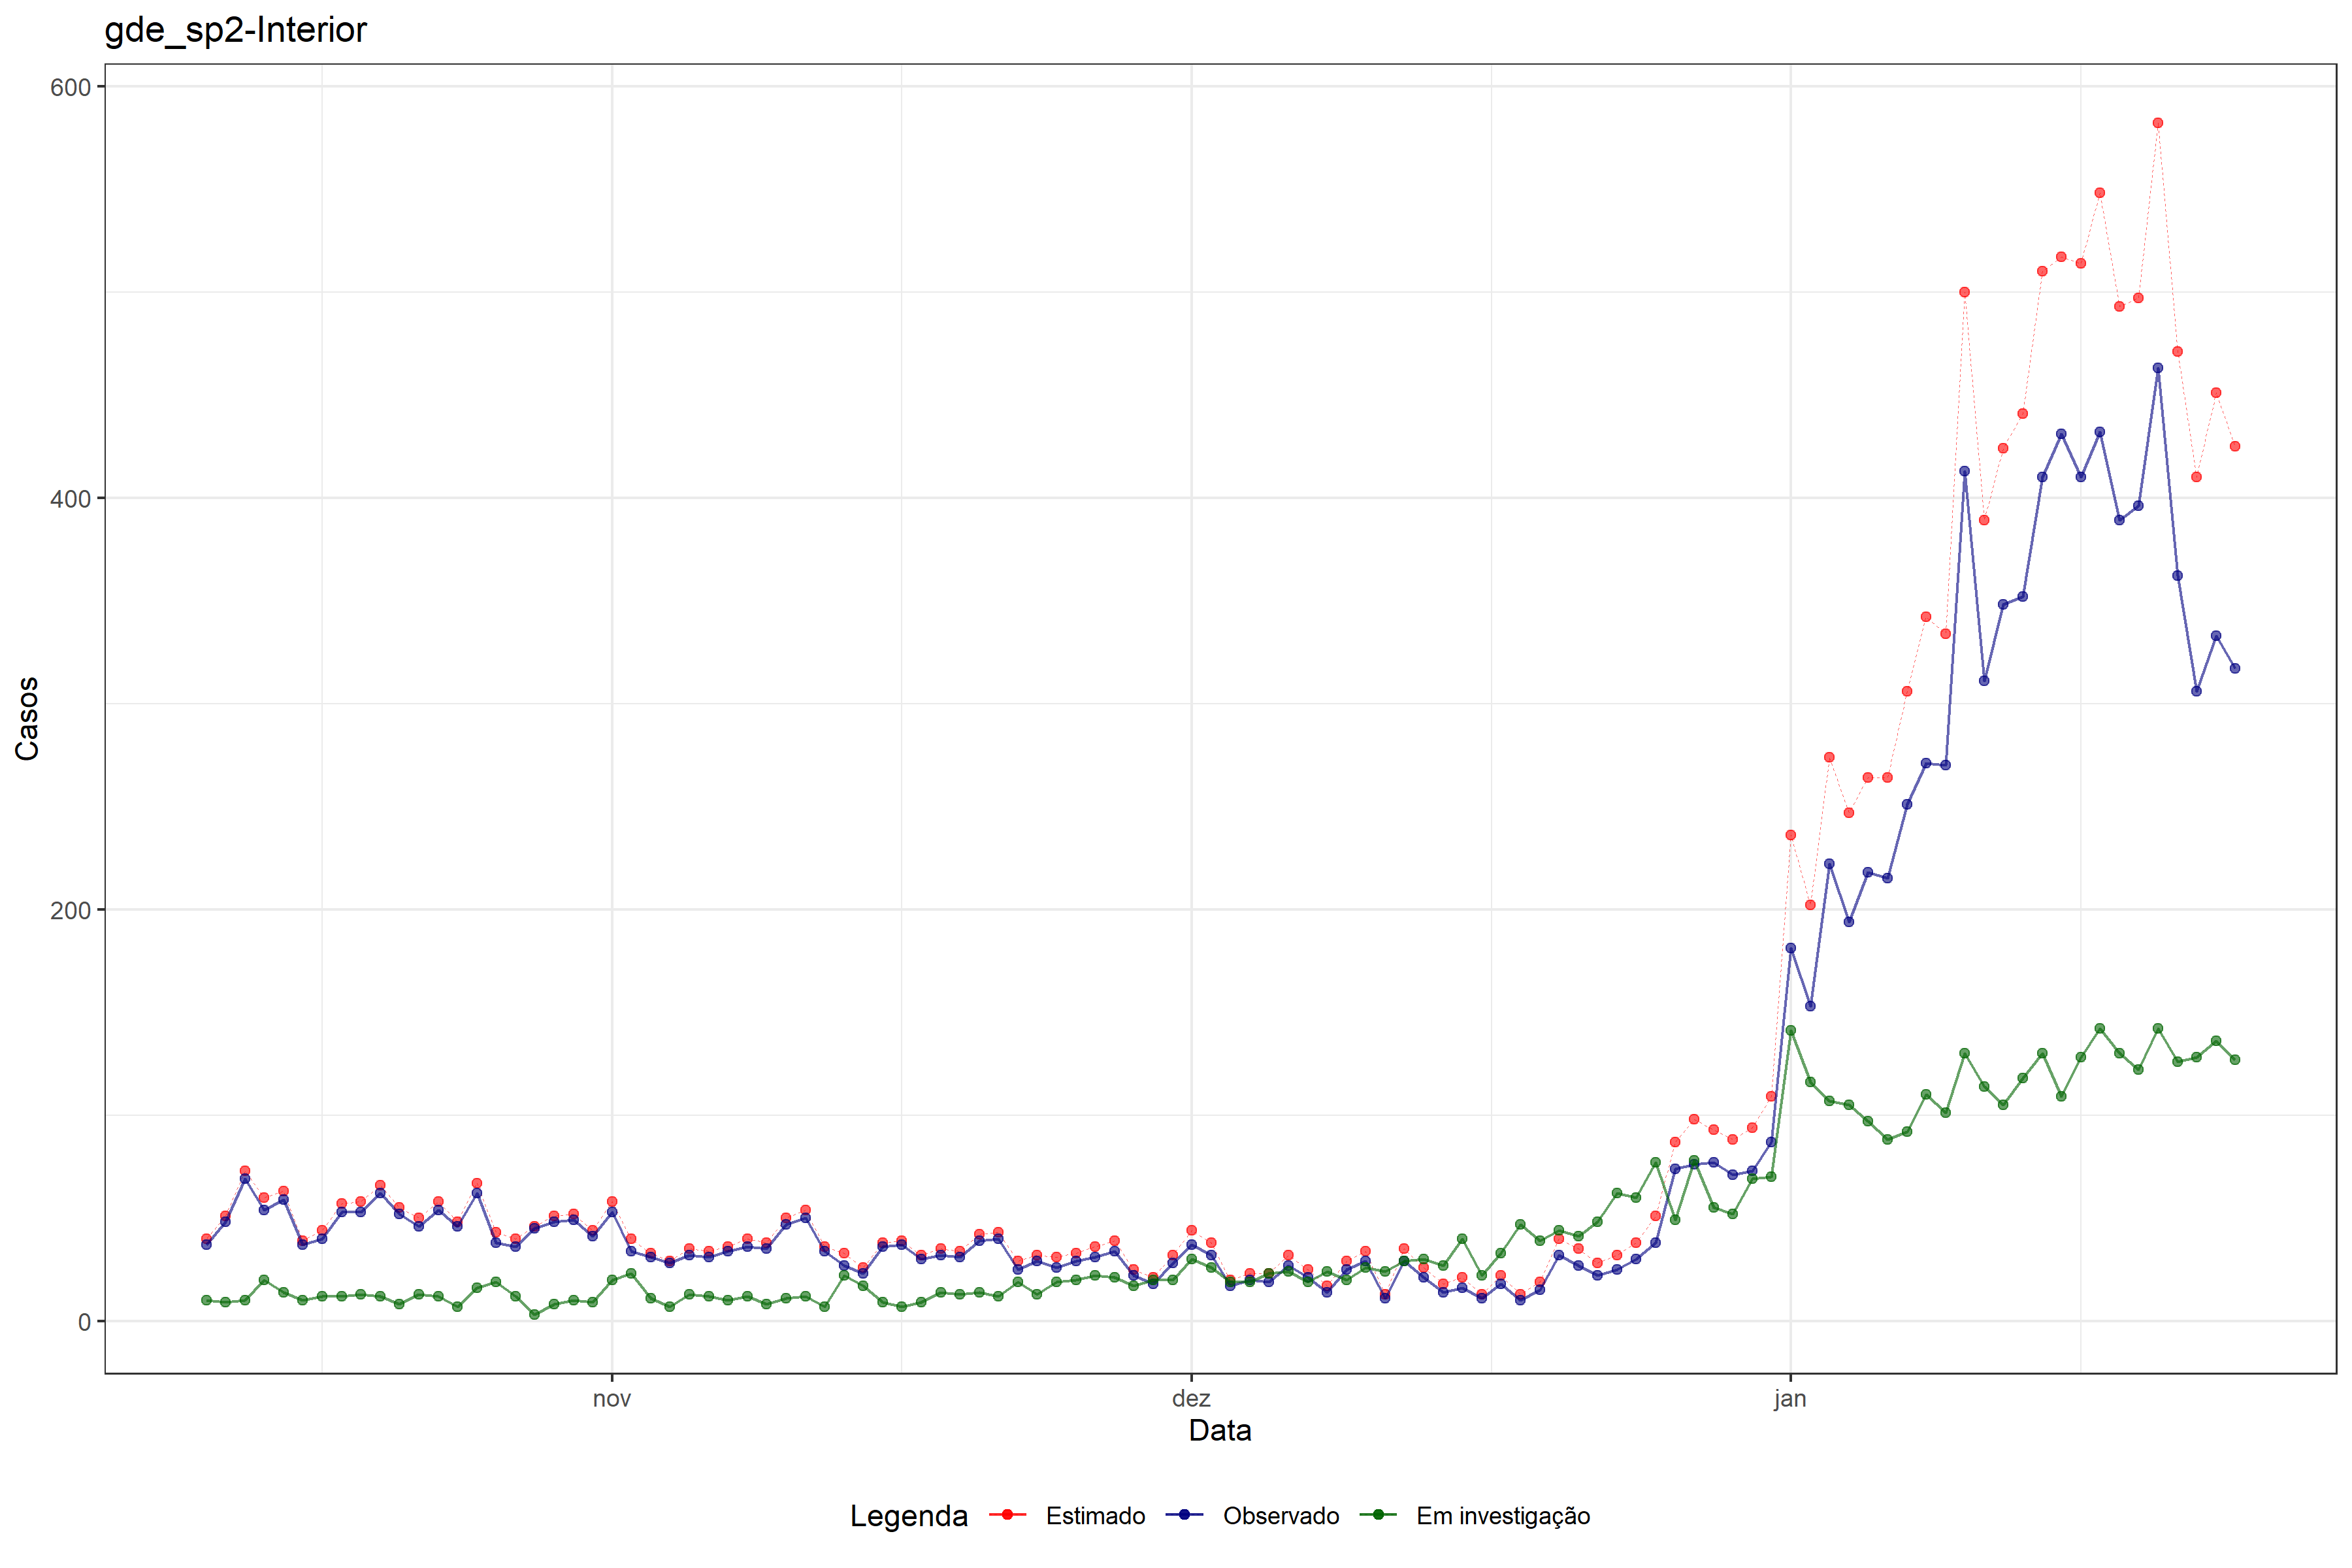 gde_sp2-Interior
600
400
200
0
Casos
nov dez jan
Data
Legenda Estimado Observado Em investigação